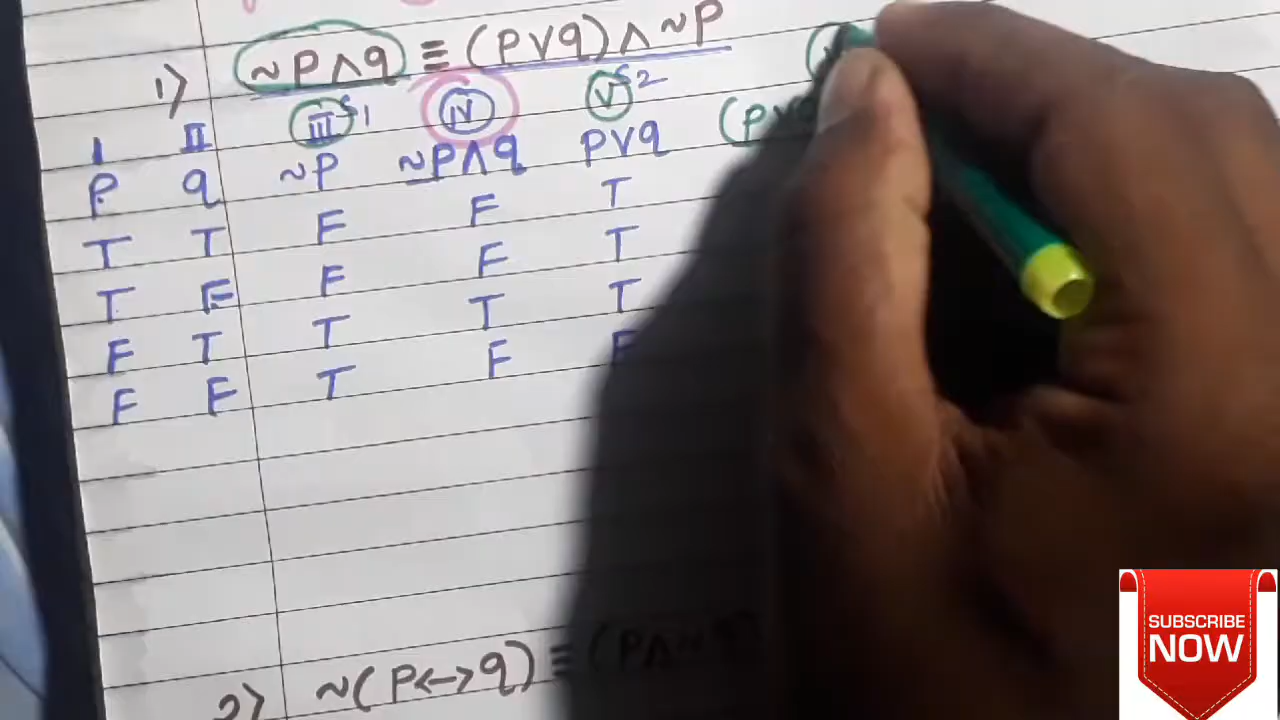 1) ~P∧q ≡ (P∨q)∧~P
I II III S1 IV V S2
P q ~P ~P∧q P∨q (P∨
T T F F T
T F F F T
F T T T T
F F T F F
2) ~(P<->q) ≡ (P∧~q)
SUBSCRIBE
NOW